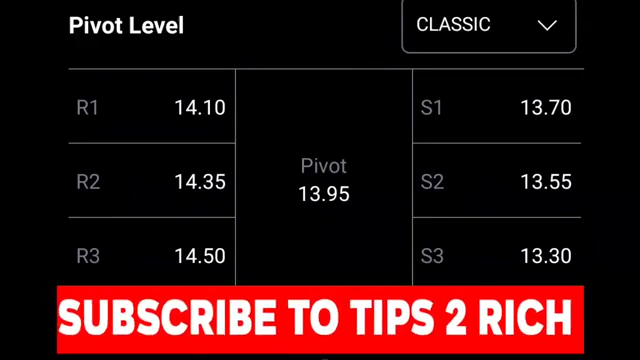 Pivot Level
CLASSIC
R1 14.10
S1 13.70
R2 14.35
Pivot
13.95
S2 13.55
R3 14.50
S3 13.30
SUBSCRIBE TO TIPS 2 RICH